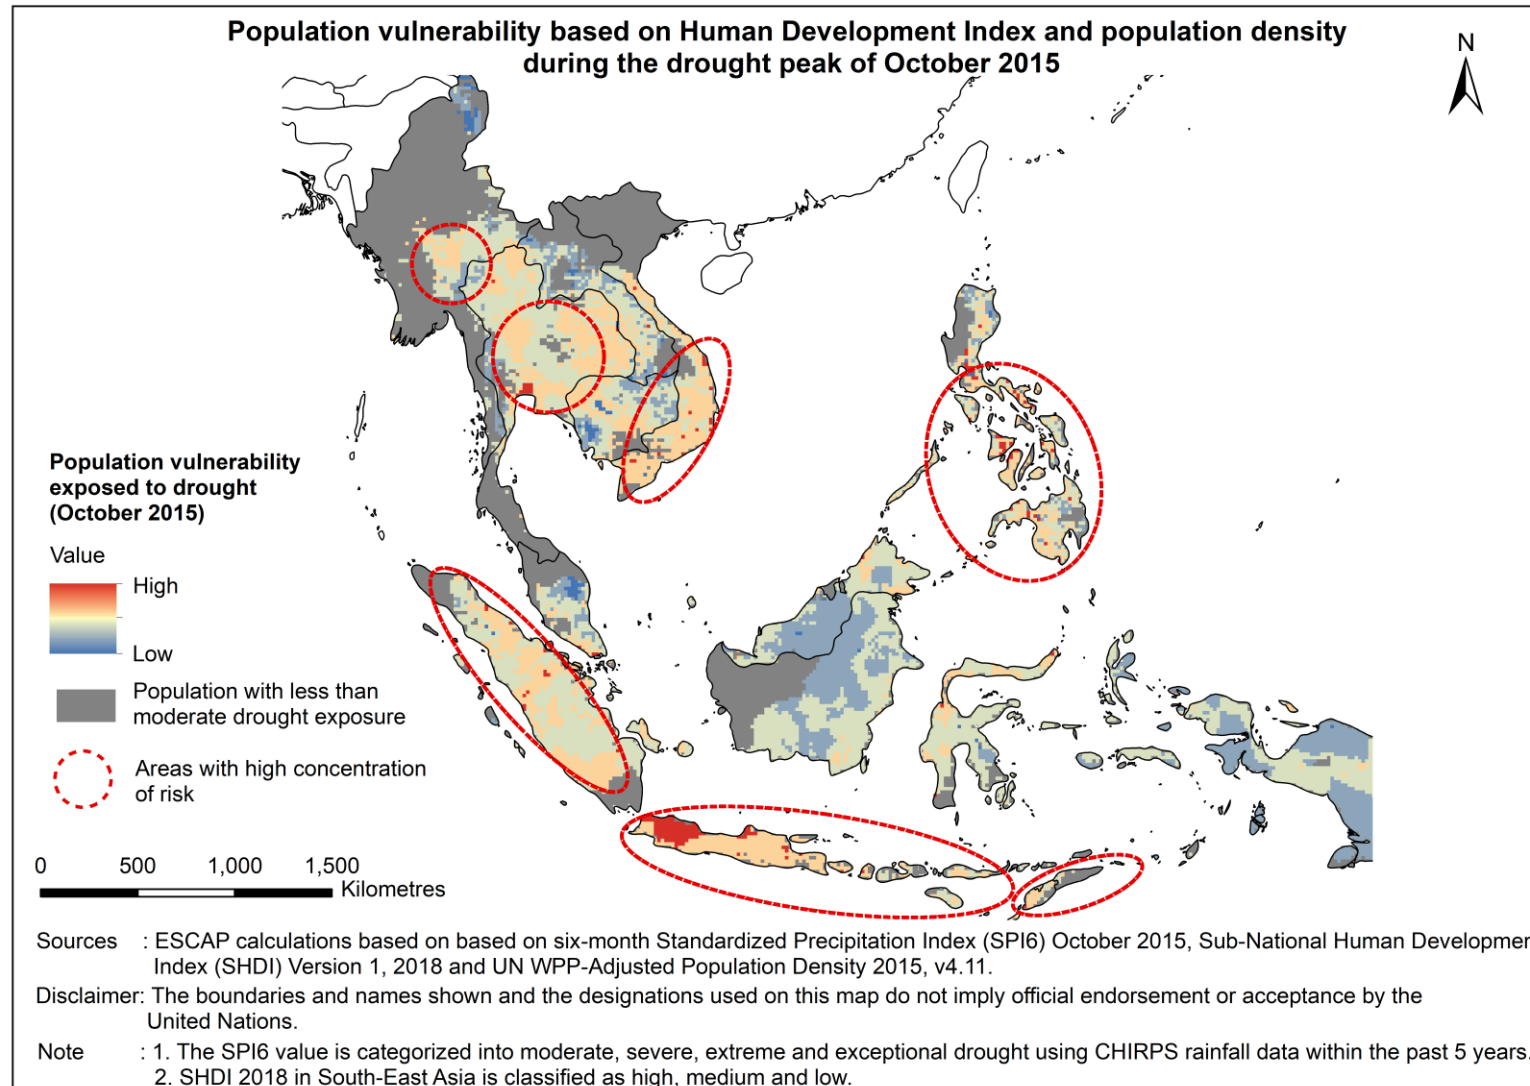 Population vulnerability based on Human Development Index and population density
during the drought peak of October 2015
N
Population vulnerability
exposed to drought
(October 2015)
Value
High
Low
Population with less than
moderate drought exposure
Areas with high concentration
of risk
0 500 1,000 1,500
Kilometres
Sources : ESCAP calculations based on based on six-month Standardized Precipitation Index (SPI6) October 2015, Sub-National Human Developmen
Index (SHDI) Version 1, 2018 and UN WPP-Adjusted Population Density 2015, v4.11.
Disclaimer: The boundaries and names shown and the designations used on this map do not imply official endorsement or acceptance by the
United Nations.
Note : 1. The SPI6 value is categorized into moderate, severe, extreme and exceptional drought using CHIRPS rainfall data within the past 5 years.
2. SHDI 2018 in South-East Asia is classified as high, medium and low.